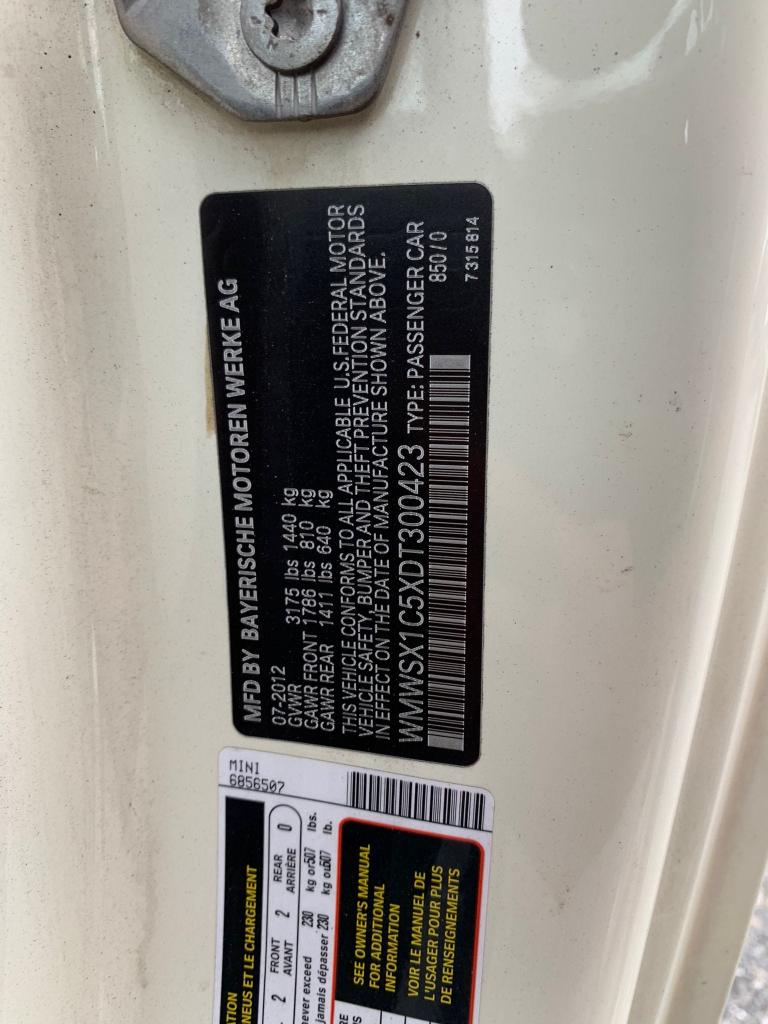 MFD BY BAYERISCHE MOTOREN WERKE AG
07-2012
GVWR 3175 lbs 1440 kg
GAWR FRONT 1786 lbs 810 kg
GAWR REAR 1411 lbs 640 kg
THIS VEHICLE CONFORMS TO ALL APPLICABLE U.S.FEDERAL MOTOR
VEHICLE SAFETY, BUMPER AND THEFT PREVENTION STANDARDS
IN EFFECT ON THE DATE OF MANUFACTURE SHOWN ABOVE.
WMWSX1C5XDT300423 TYPE: PASSENGER CAR
850/0
7315814
MINI
6856507
NEUS ET LE CHARGEMENT
2 FRONT 2 REAR 0
AVANT ARRIÈRE
never exceed 230 kg or 507 lbs.
jamais dépasser 230 kg ou 507 lb.
SEE OWNER'S MANUAL
FOR ADDITIONAL
INFORMATION
VOIR LE MANUEL DE
L'USAGER POUR PLUS
DE RENSEIGNEMENTS